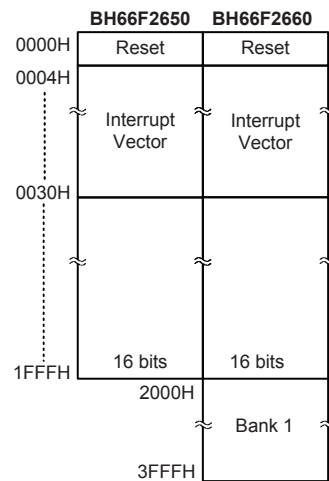 BH66F2650 BH66F2660
0000H Reset Reset
0004H
Interrupt Vector Interrupt Vector
0030H
1FFFH 16 bits 16 bits
2000H
Bank 1
3FFFH